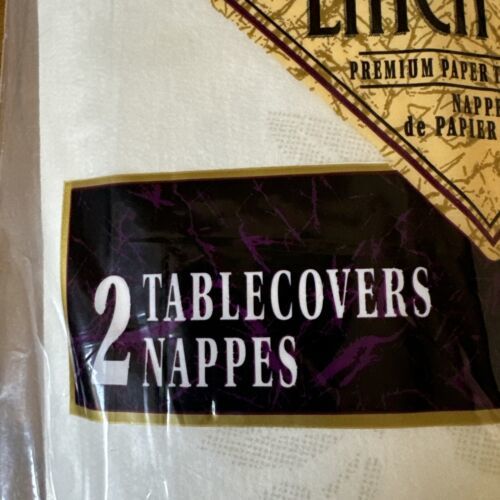 PREMIUM PAPER
NAPPE
de PAPIER
2 TABLECOVERS
NAPPES